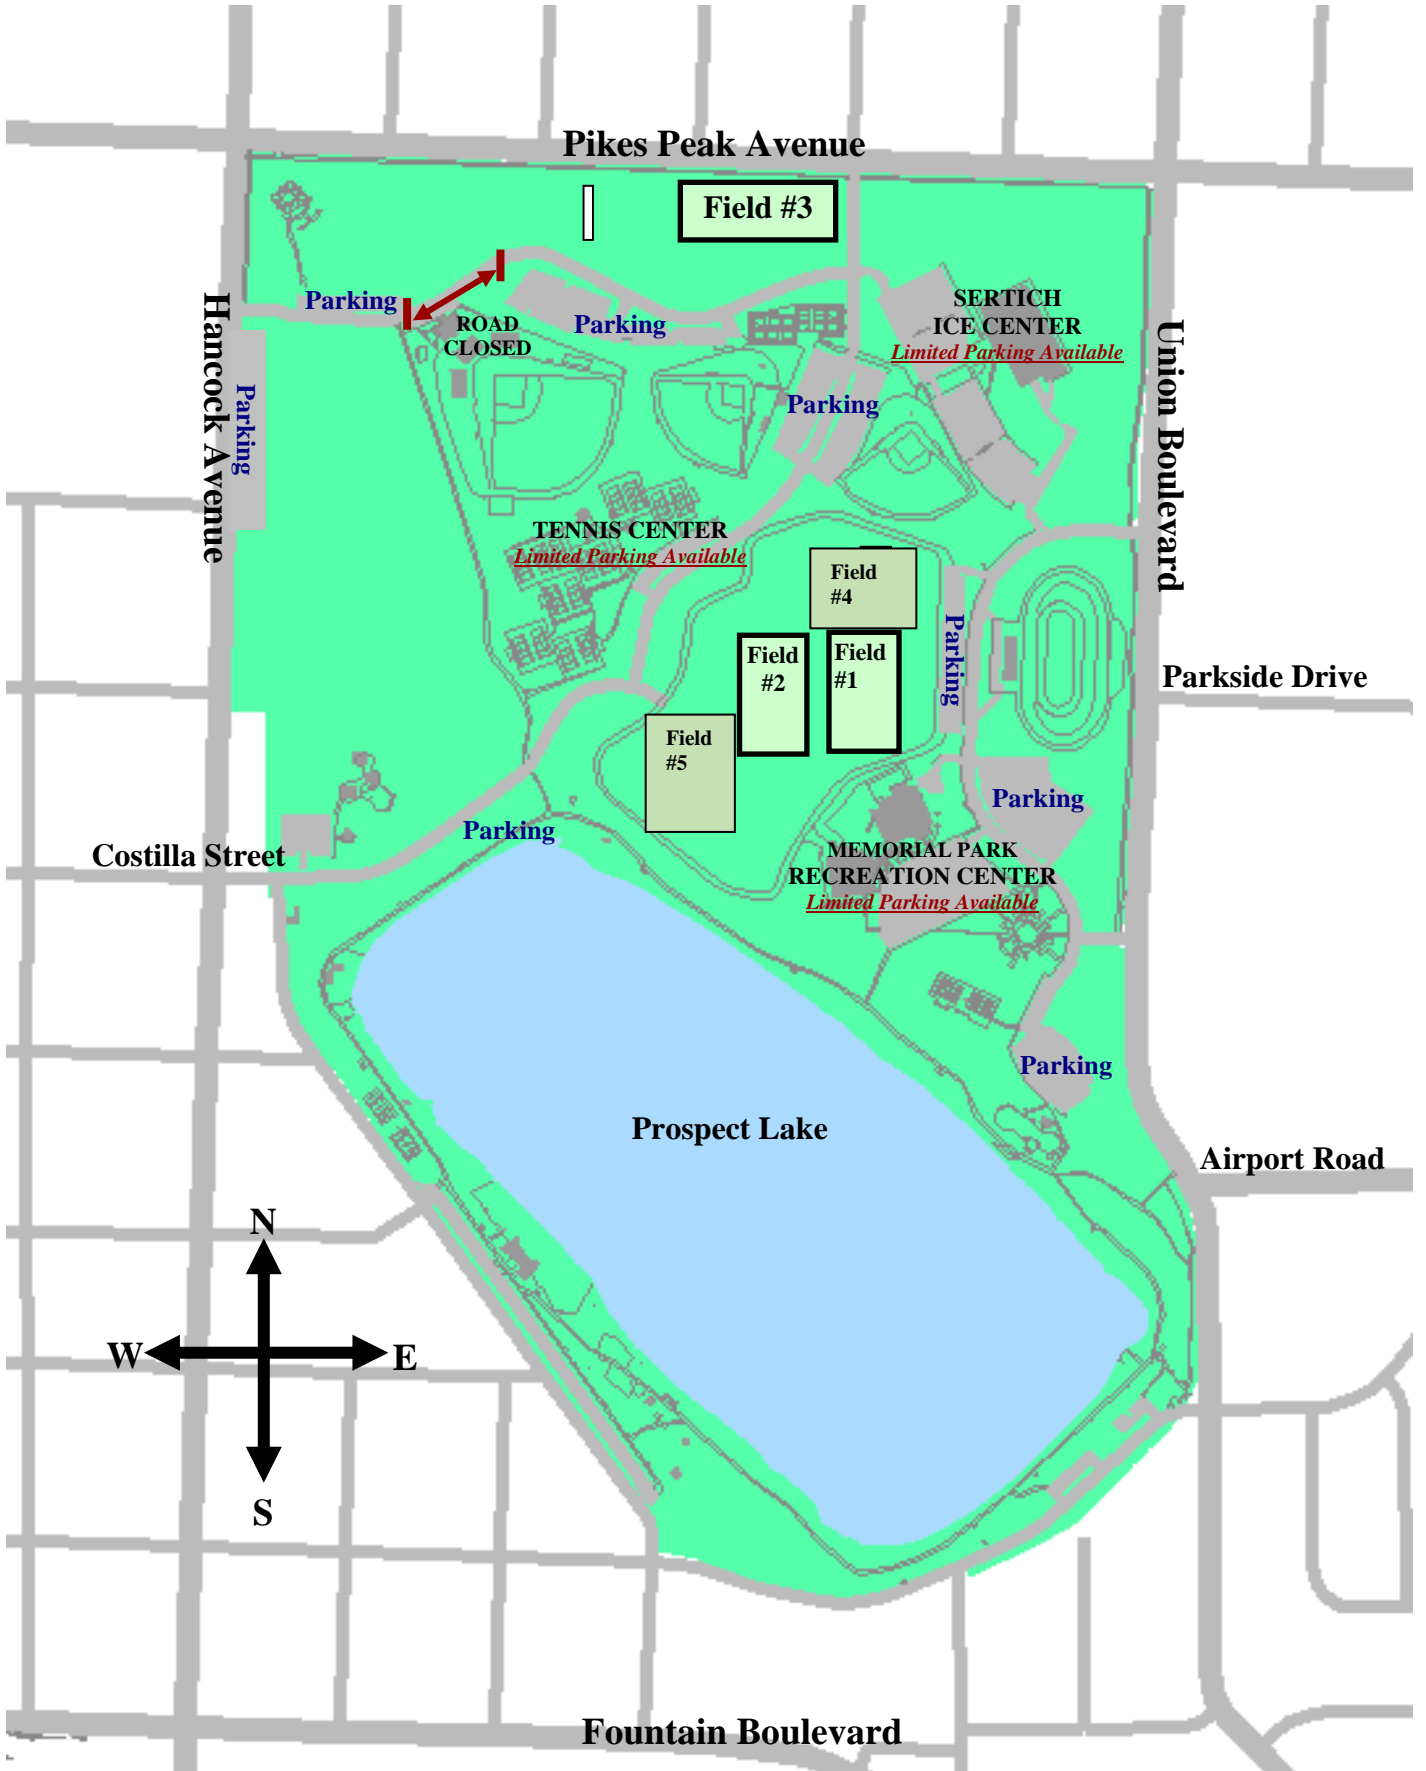 Pikes Peak Avenue
Field #3
Parking
ROAD
CLOSED
Parking
SERTICH
ICE CENTER
Limited Parking Available
Hancock Avenue
Parking
Parking
Union Boulevard
TENNIS CENTER
Limited Parking Available
Field
#4
Parking
Field
#2
Field
#1
Parkside Drive
Field
#5
Parking
Parking
Costilla Street
MEMORIAL PARK
RECREATION CENTER
Limited Parking Available
Parking
Prospect Lake
Airport Road
N
W
E
S
Fountain Boulevard